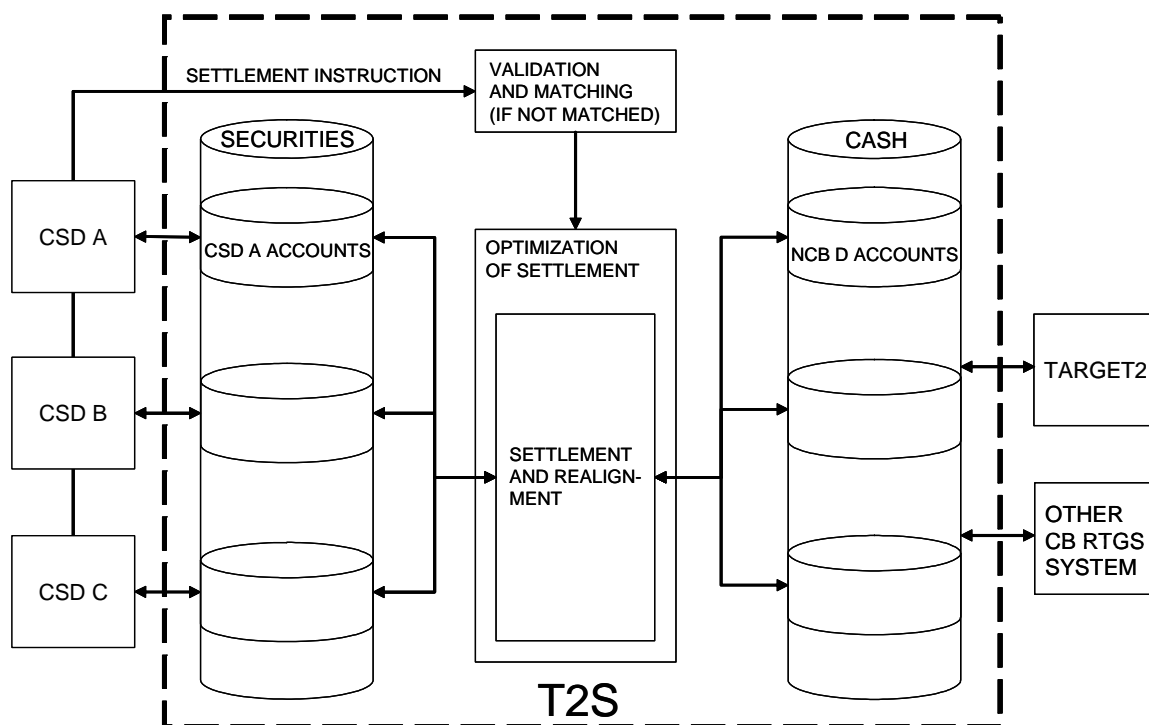 SETTLEMENT INSTRUCTION
VALIDATION
AND MATCHING
(IF NOT MATCHED)
SECURITIES
CASH
CSD A
CSD A ACCOUNTS
OPTIMIZATION
OF SETTLEMENT
NCB D ACCOUNTS
TARGET2
CSD B
SETTLEMENT
AND REALIGN-
MENT
OTHER
CB RTGS
SYSTEM
CSD C
T2S